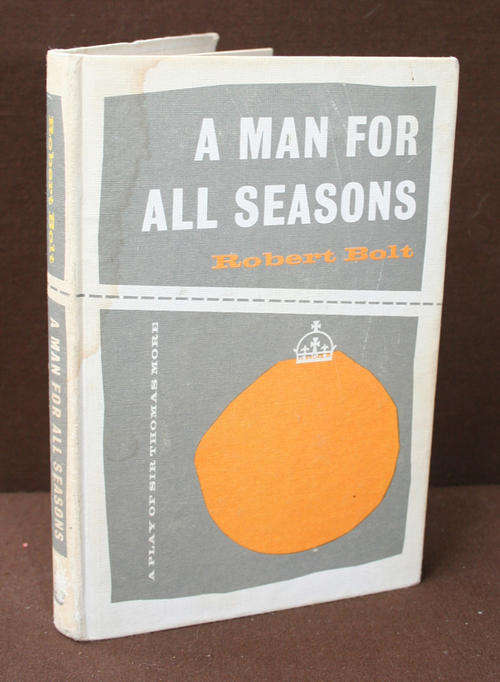 A MAN FOR
ALL SEASONS
Robert Bolt
A PLAY OF SIR THOMAS MORE
Robert Bolt
A MAN FOR ALL SEASONS